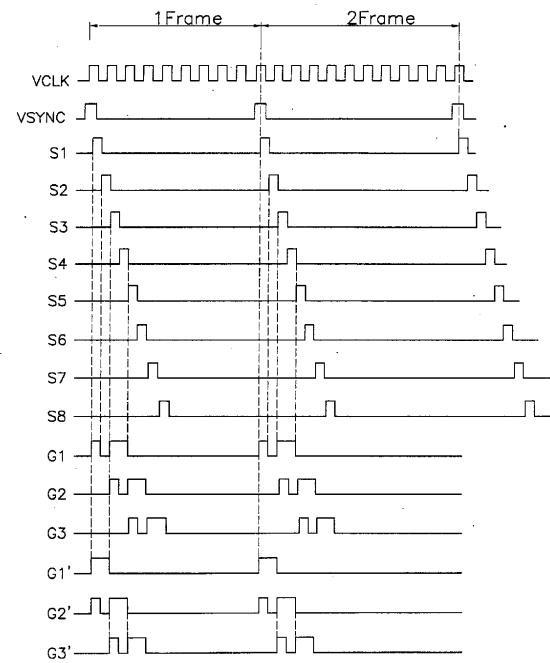 1Frame 2Frame
VCLK
VSYNC
S1
S2
S3
S4
S5
S6
S7
S8
G1
G2
G3
G1'
G2'
G3'